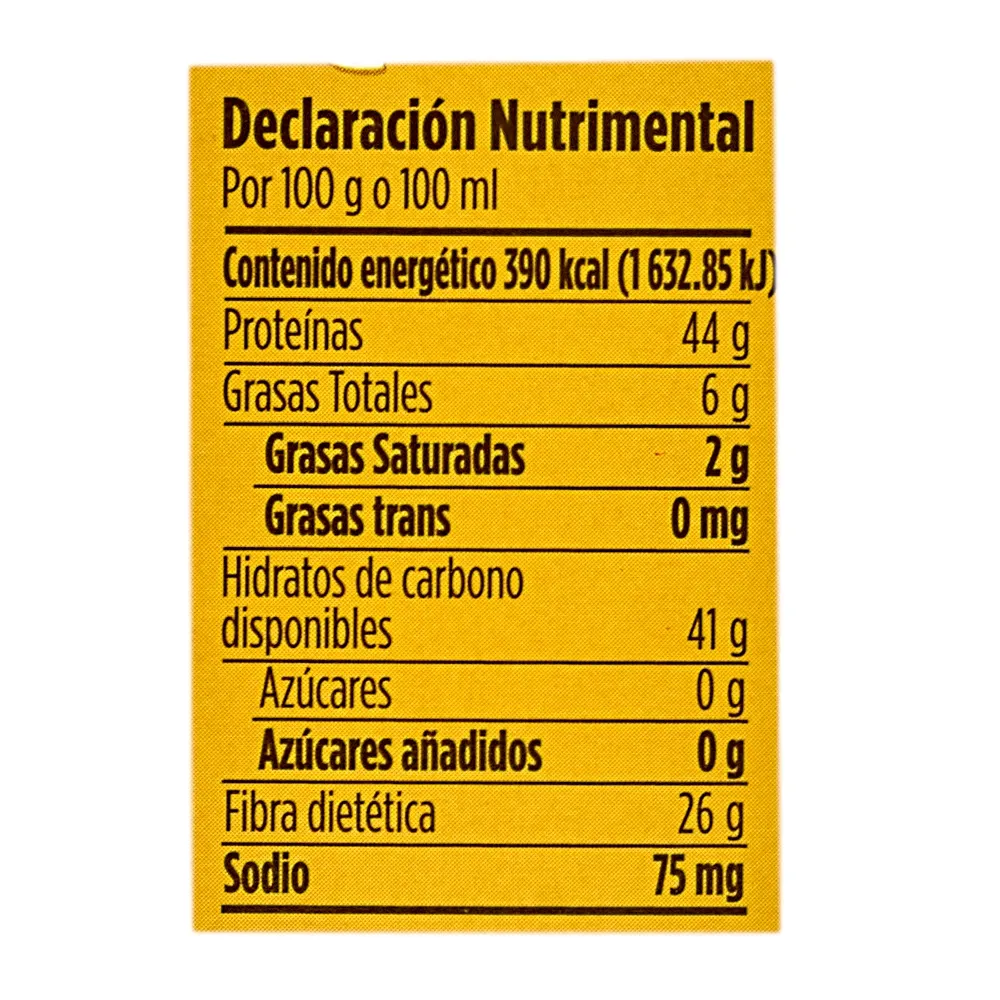 Declaración Nutrimental
Por 100 g o 100 ml
Contenido energético 390 kcal (1 632.85 kJ)
Proteínas 44 g
Grasas Totales 6 g
Grasas Saturadas 2 g
Grasas trans 0 mg
Hidratos de carbono
disponibles 41 g
Azúcares 0 g
Azúcares añadidos 0 g
Fibra dietética 26 g
Sodio 75 mg